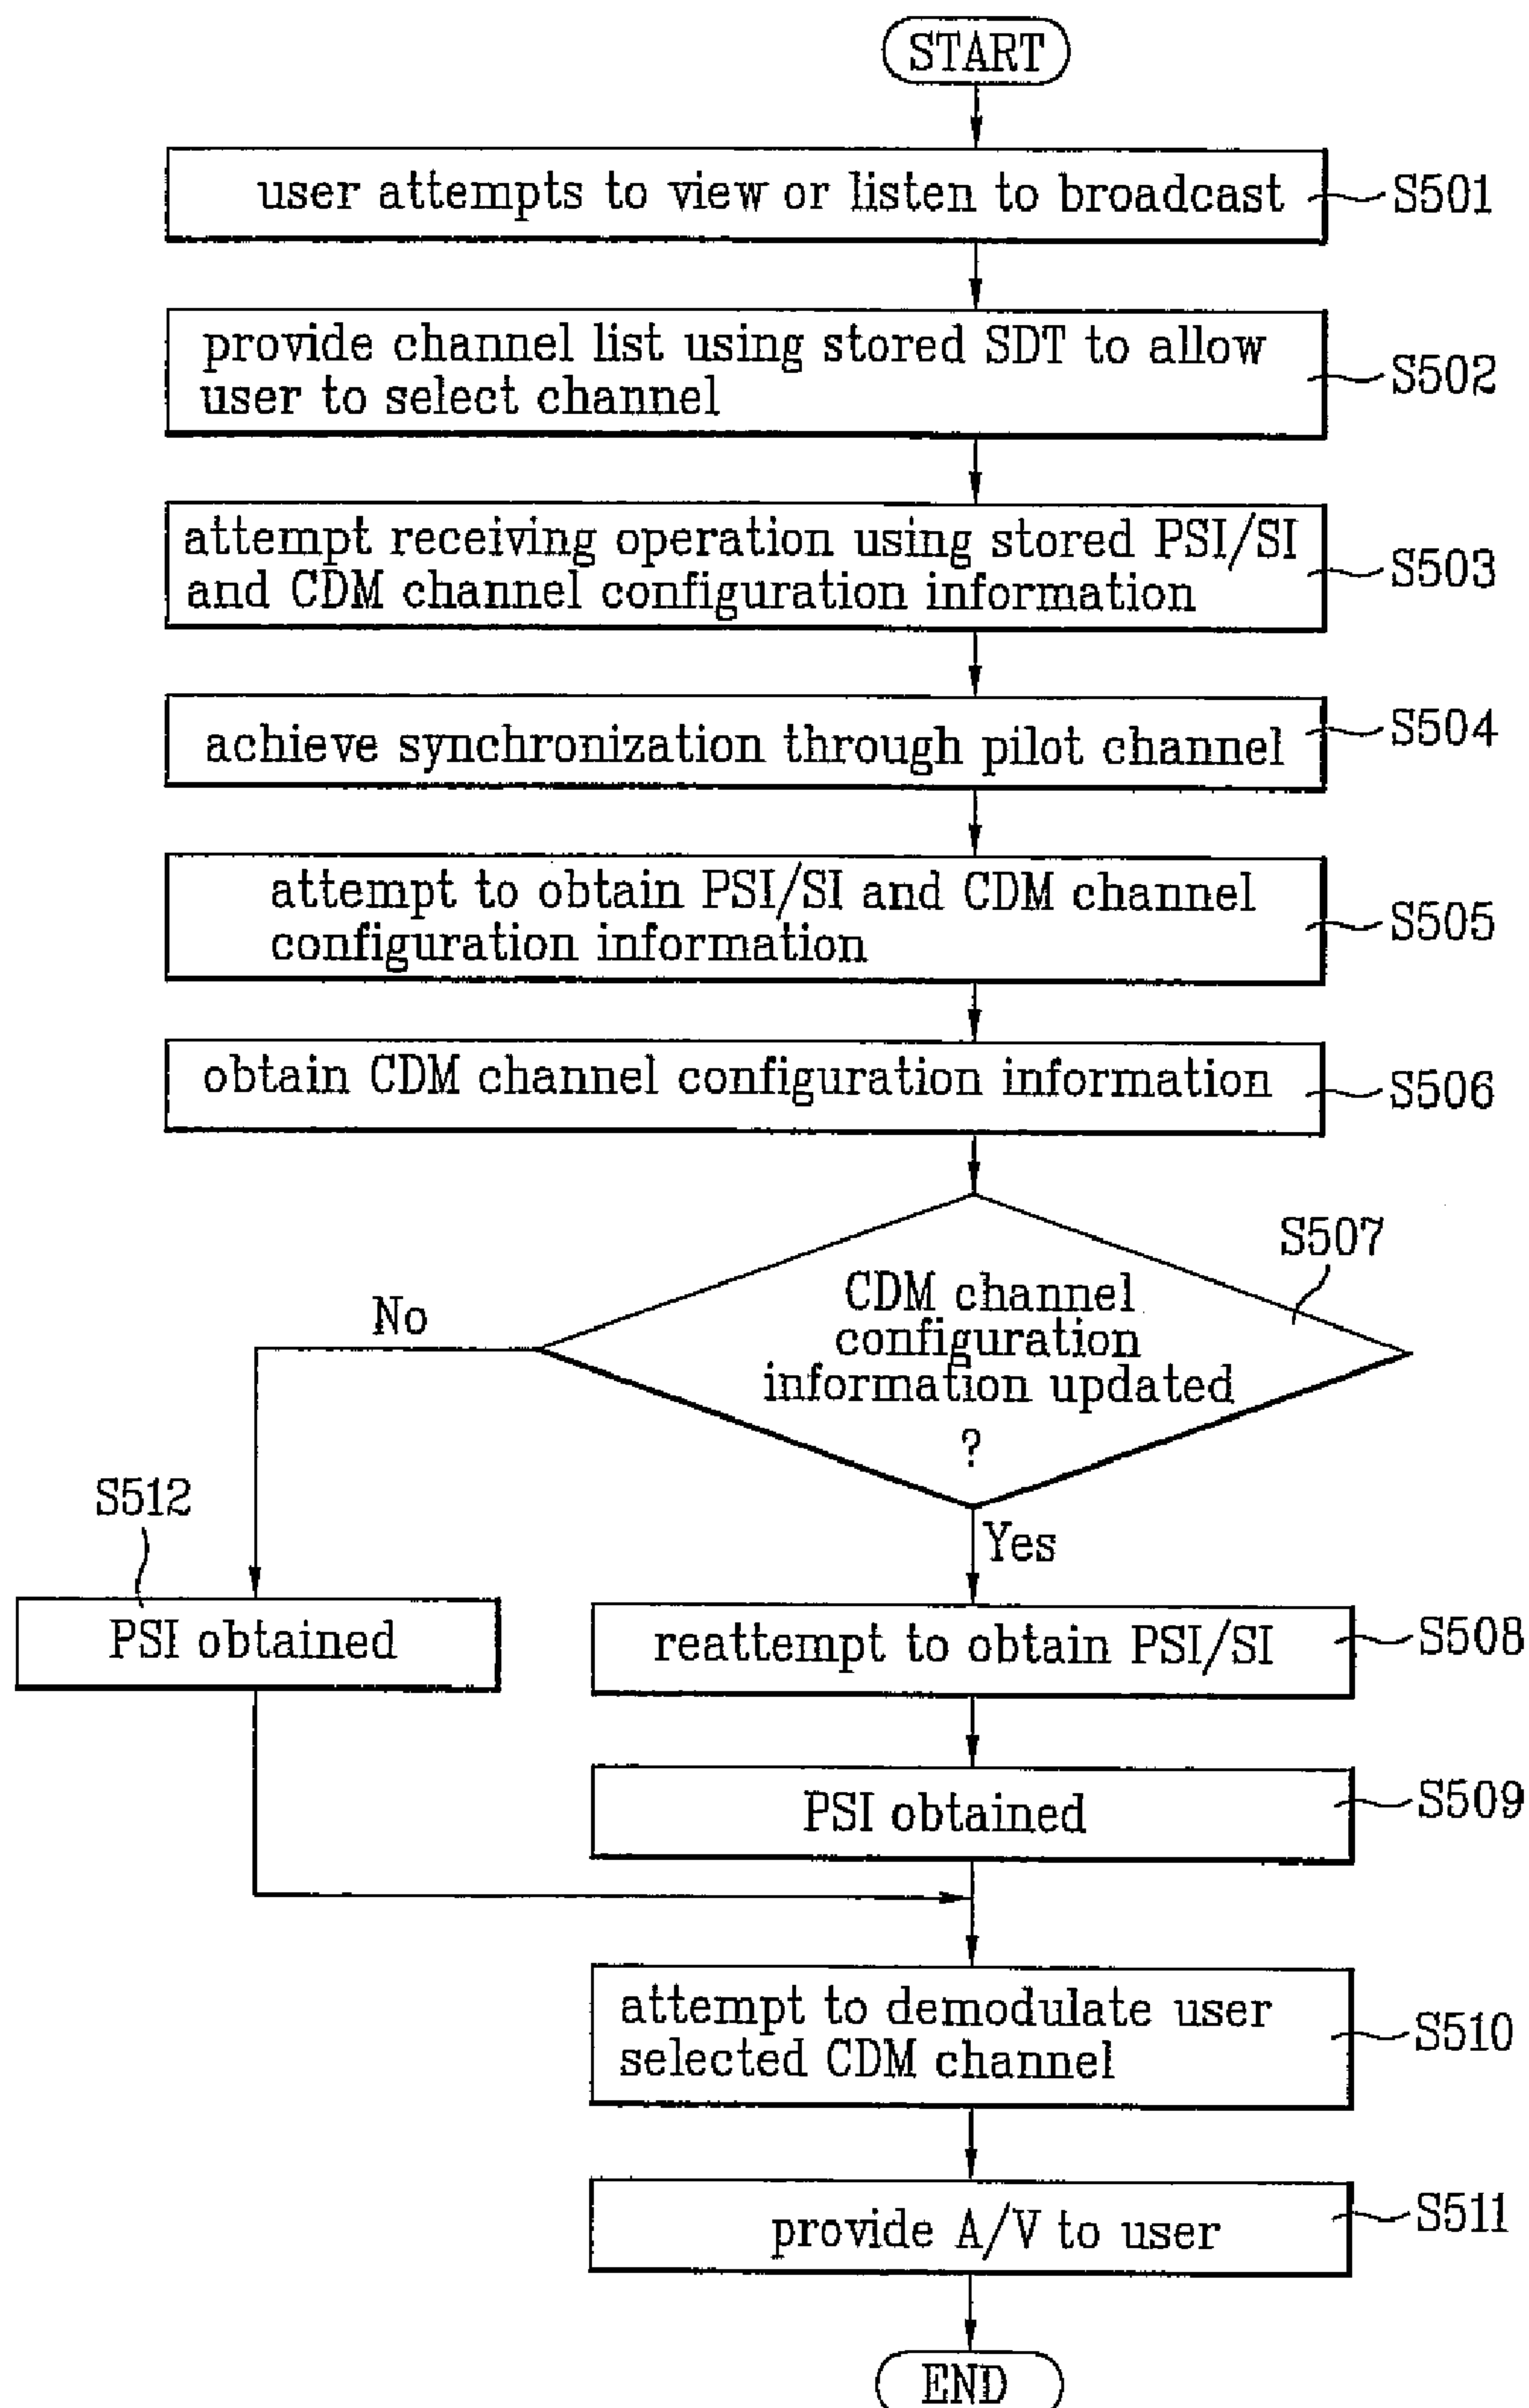 START
user attempts to view or listen to broadcast
S501
provide channel list using stored SDT to allow
user to select channel
S502
attempt receiving operation using stored PSI/SI
and CDM channel configuration information
S503
achieve synchronization through pilot channel
S504
attempt to obtain PSI/SI and CDM channel
configuration information
S505
obtain CDM channel configuration information
S506
S507
CDM channel
configuration
information updated
?
No
Yes
S512
PSI obtained
reattempt to obtain PSI/SI
S508
PSI obtained
S509
attempt to demodulate user
selected CDM channel
S510
provide A/V to user
S511
END